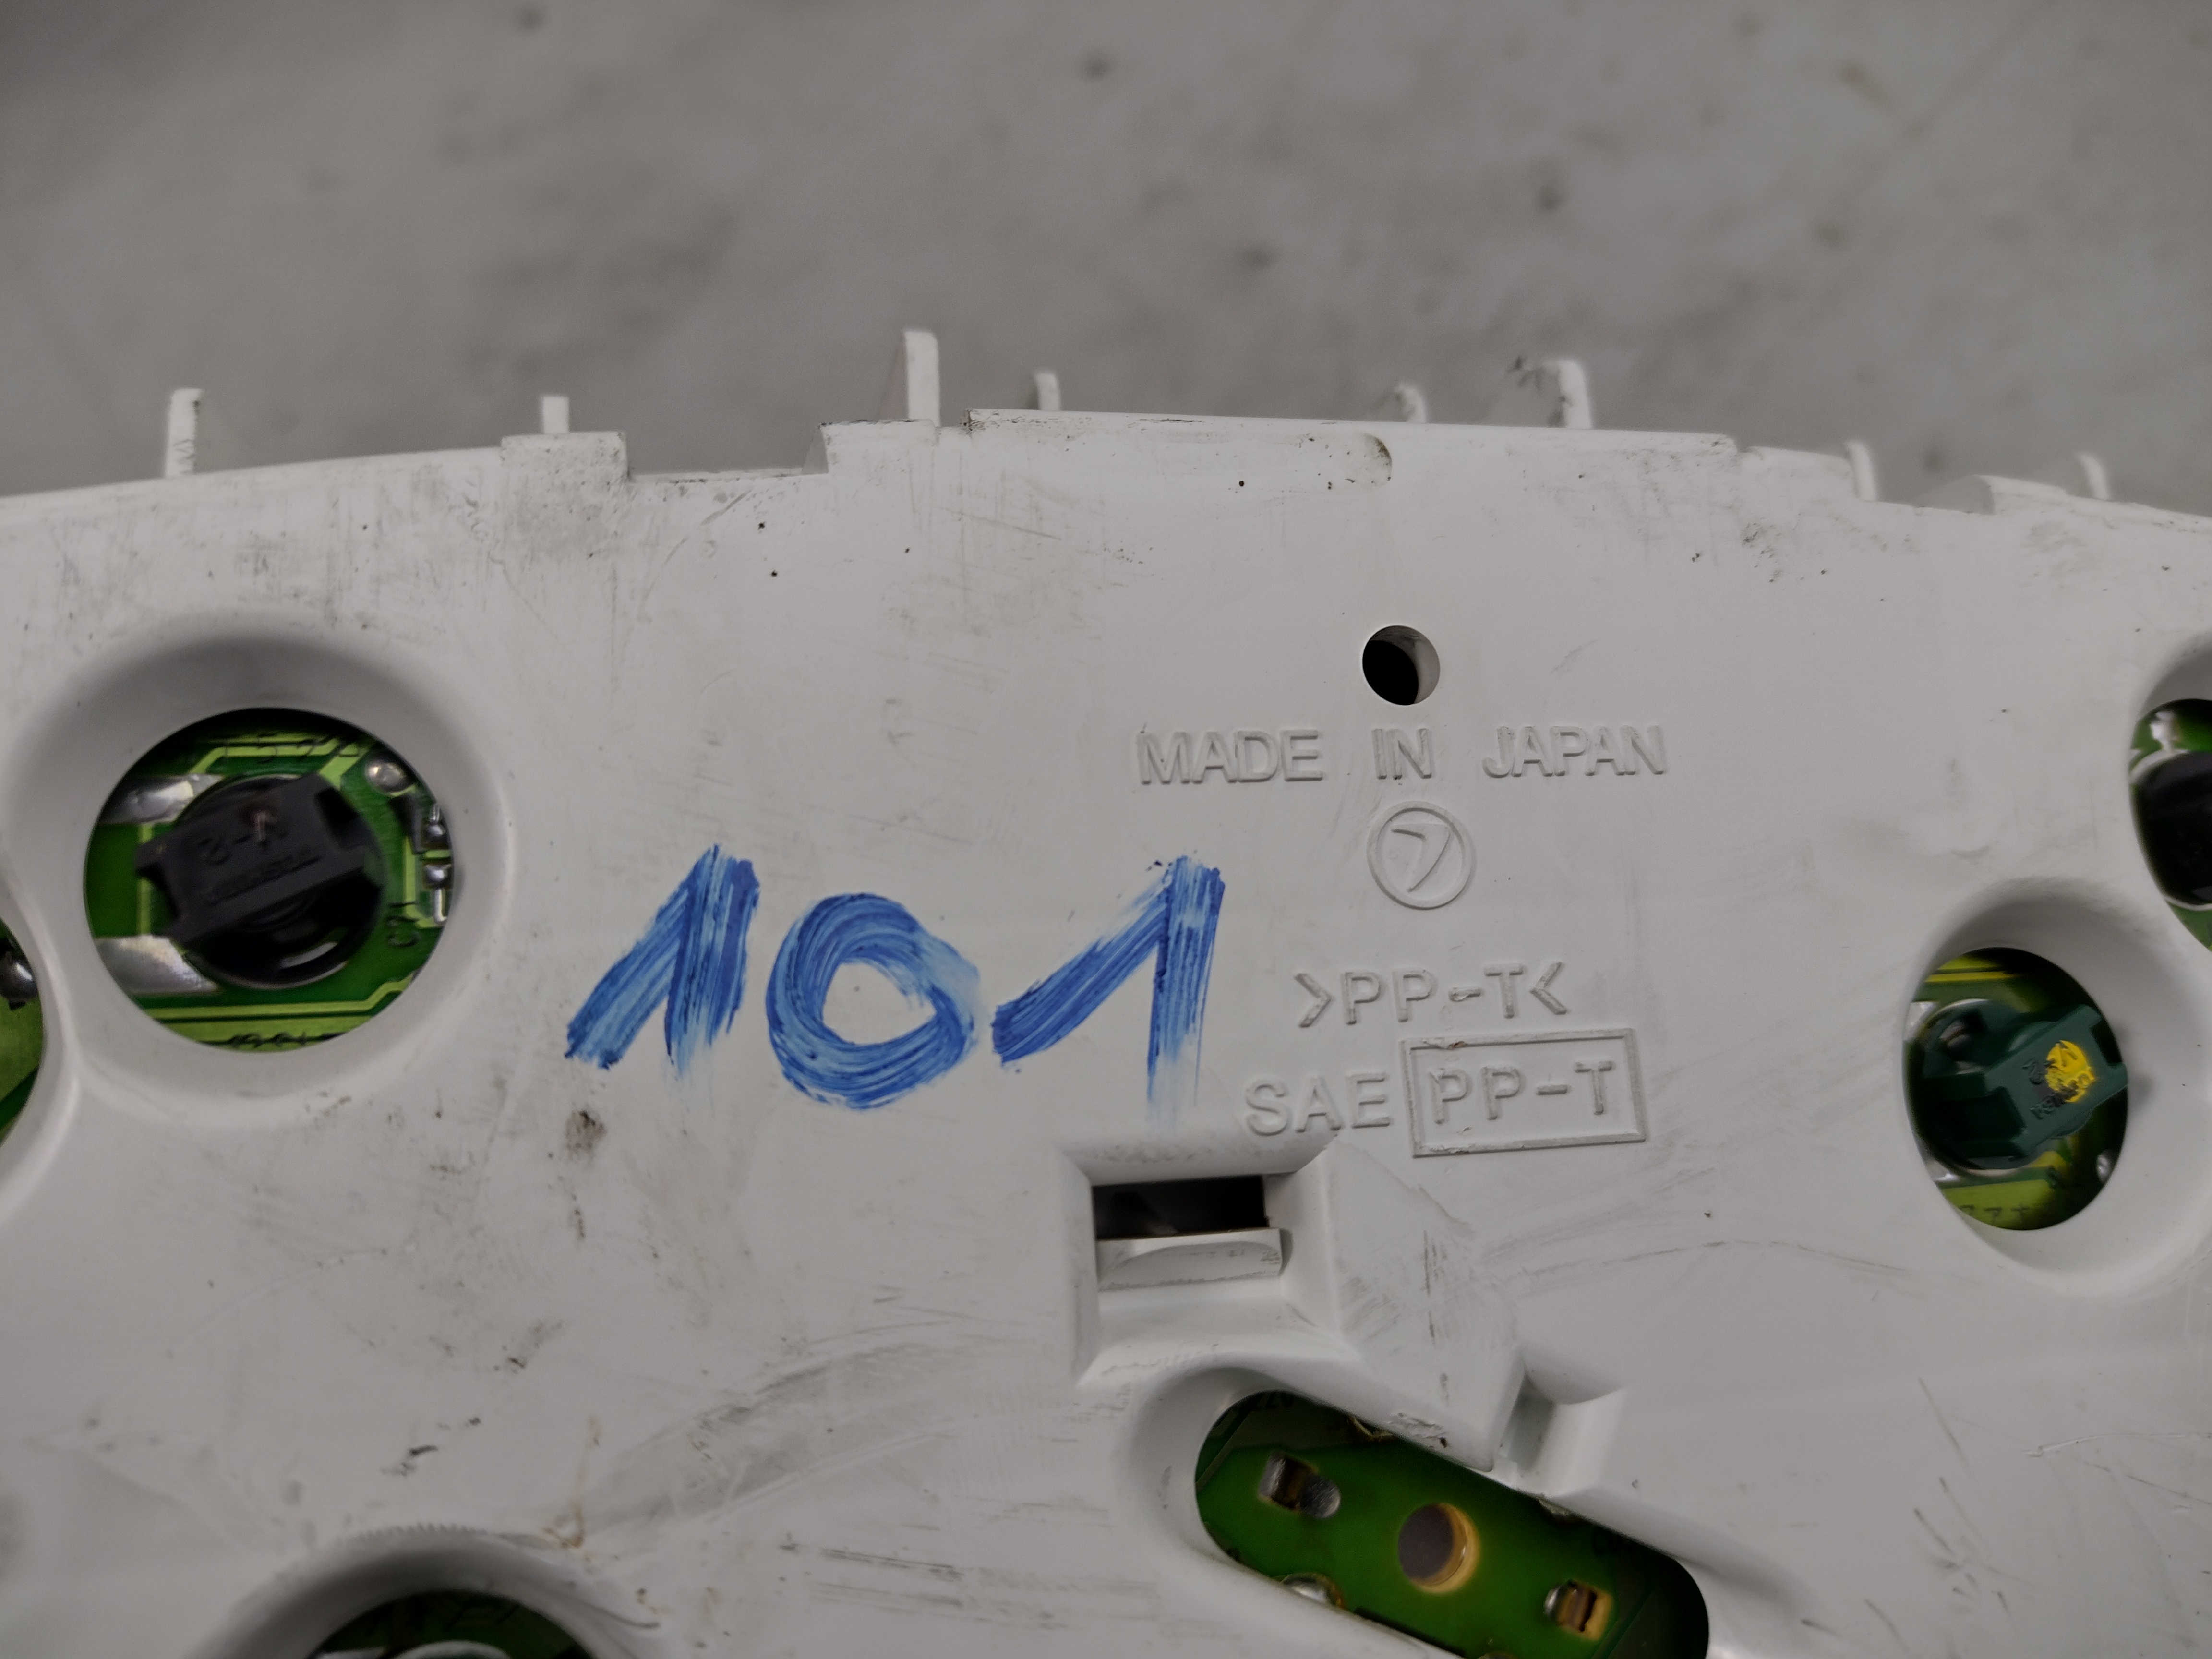 MADE IN JAPAN
101
>PP-T<
SAE PP-T